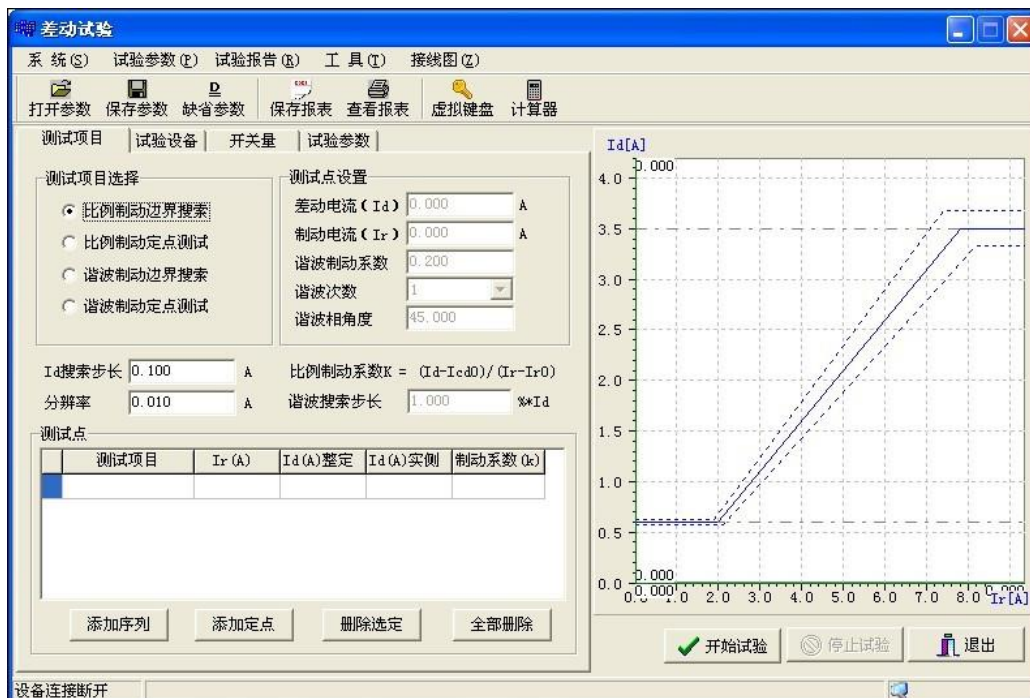 差动试验
系 统(S) 试验参数(P) 试验报告(R) 工 具(T) 接线图(Z)
打开参数 保存参数 缺省参数 保存报表 查看报表 虚拟键盘 计算器
测试项目 试验设备 开关量 试验参数
测试项目选择
比例制动边界搜索
比例制动定点测试
谐波制动边界搜索
谐波制动定点测试
测试点设置
差动电流(Id) 0.000 A
制动电流(Ir) 0.000 A
谐波制动系数 0.200
谐波次数 1
谐波相角度 45.000
Id搜索步长 0.100 A 比例制动系数K = (Id-Icd0)/(Ir-Ir0)
分辨率 0.010 A 谐波搜索步长 1.000 %*Id
测试点
测试项目 Ir(A) Id(A)整定 Id(A)实侧 制动系数(k)
添加序列 添加定点 删除选定 全部删除
Id[A]
0.000
4.0
3.5
3.0
2.5
2.0
1.5
1.0
0.5
0.0 0.000
0.000
1.0 2.0 3.0 4.0 5.0 6.0 7.0 8.0 Ir[A]
开始试验 停止试验 退出
设备连接断开